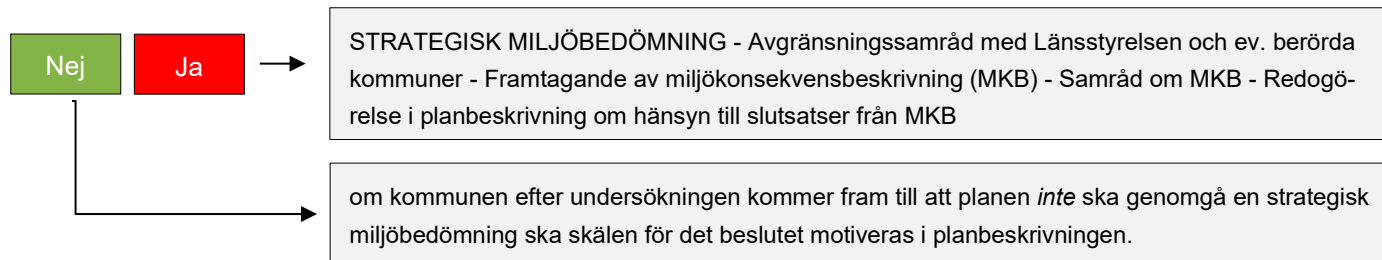 Nej
Ja
STRATEGISK MILJÖBEDÖMNING - Avgränsningssamråd med Länsstyrelsen och ev. berörda
kommuner - Framtagande av miljökonsekvensbeskrivning (MKB) - Samråd om MKB - Redogö-
relse i planbeskrivning om hänsyn till slutsatser från MKB
om kommunen efter undersökningen kommer fram till att planen inte ska genomgå en strategisk
miljöbedömning ska skälen för det beslutet motiveras i planbeskrivningen.